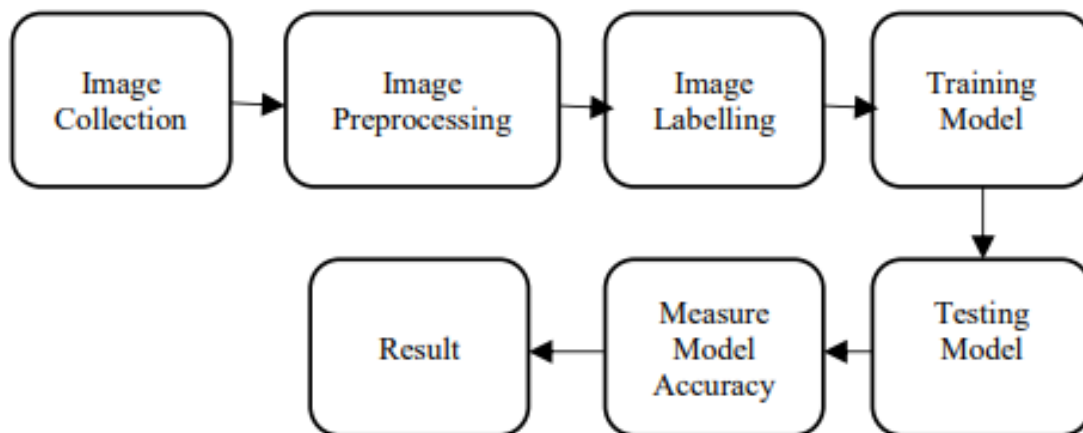 Image
Collection
Image
Preprocessing
Image
Labelling
Training
Model
Testing
Model
Measure
Model
Accuracy
Result